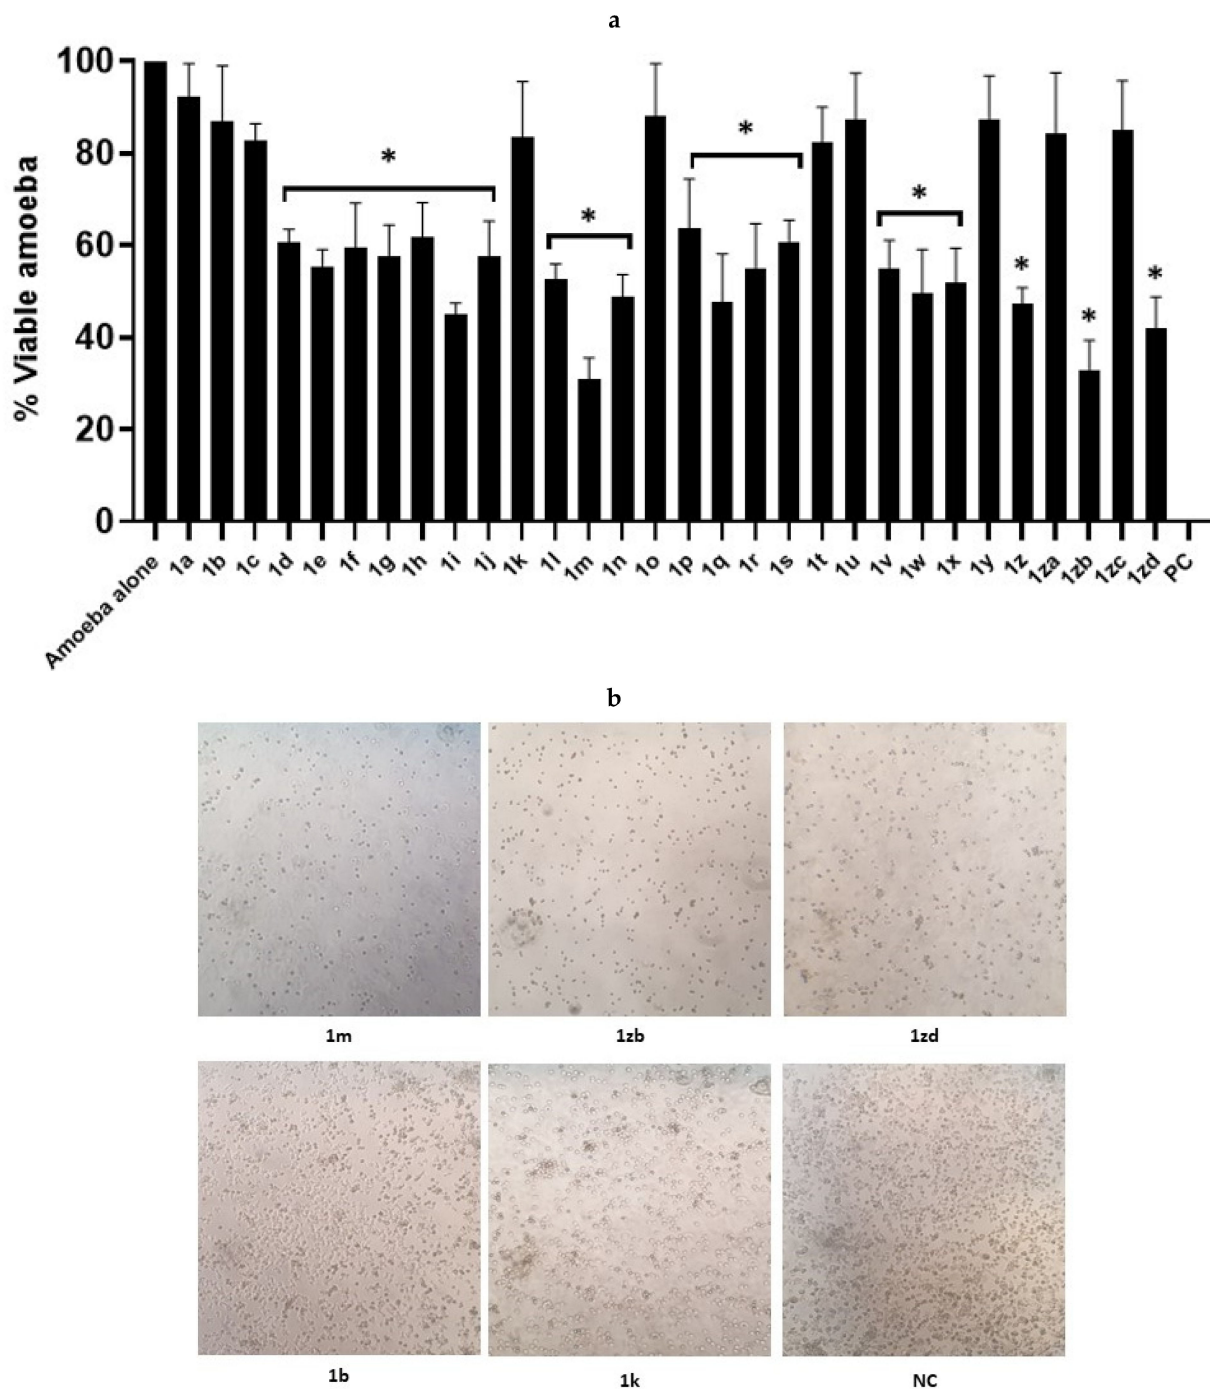 a
% Viable amoeba
100
80
60
40
20
0
*
*
*
*
*
*
*
Amoeba alone
1a
1b
1c
1d
1e
1f
1g
1h
1i
1j
1k
1l
1m
1n
1o
1p
1q
1r
1s
1t
1u
1v
1w
1x
1y
1z
1za
1zb
1zc
1zd
PC
b
1m
1zb
1zd
1b
1k
NC